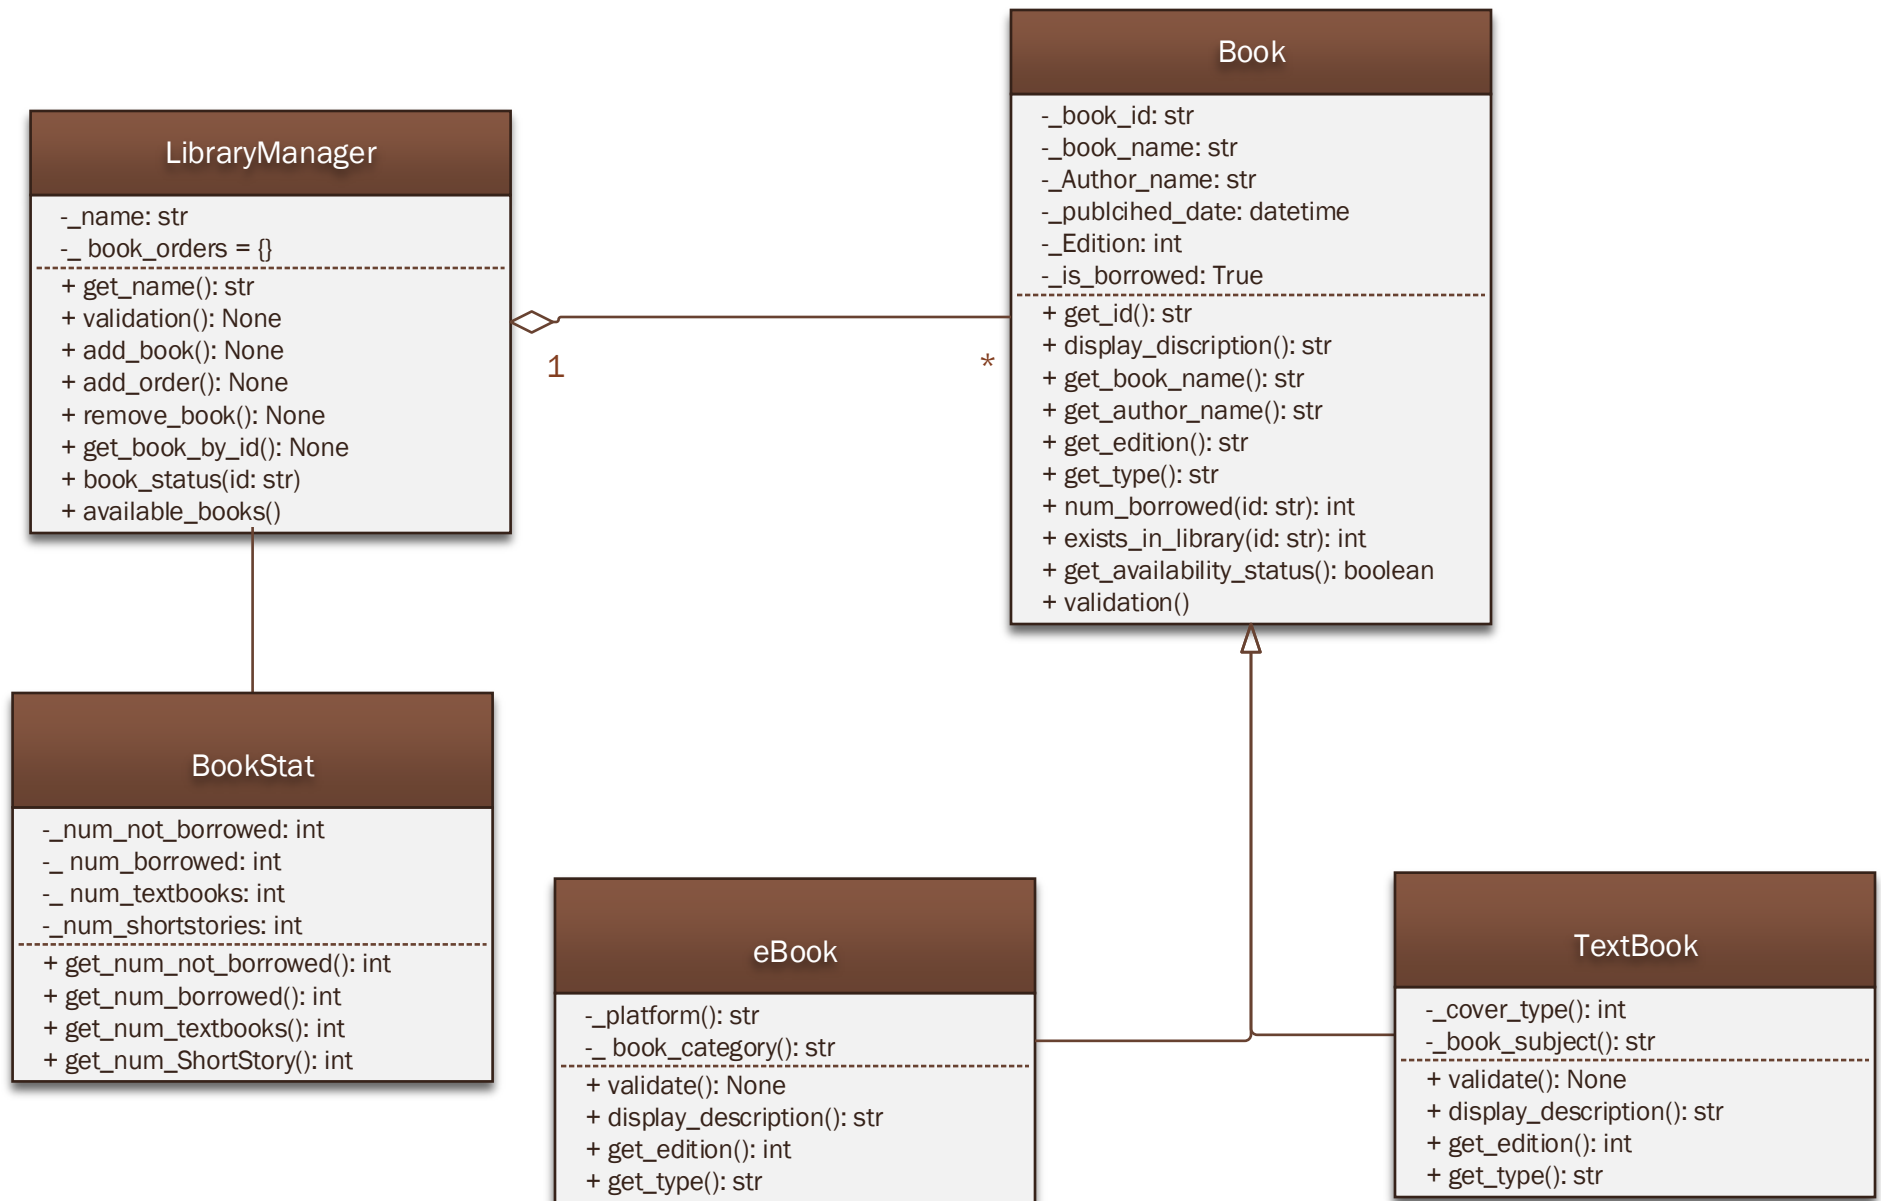 LibraryManager
-_name: str
-_ book_orders = {}
+ get_name(): str
+ validation(): None
+ add_book(): None
+ add_order(): None
+ remove_book(): None
+ get_book_by_id(): None
+ book_status(id: str)
+ available_books()
1
*
Book
-_book_id: str
-_book_name: str
-_Author_name: str
-_publcihed_date: datetime
-_Edition: int
-_is_borrowed: True
+ get_id(): str
+ display_discription(): str
+ get_book_name(): str
+ get_author_name(): str
+ get_edition(): str
+ get_type(): str
+ num_borrowed(id: str): int
+ exists_in_library(id: str): int
+ get_availability_status(): boolean
+ validation()
BookStat
-_num_not_borrowed: int
-_ num_borrowed: int
-_ num_textbooks: int
-_num_shortstories: int
+ get_num_not_borrowed(): int
+ get_num_borrowed(): int
+ get_num_textbooks(): int
+ get_num_ShortStory(): int
eBook
-_platform(): str
-_ book_category(): str
+ validate(): None
+ display_description(): str
+ get_edition(): int
+ get_type(): str
TextBook
-_cover_type(): int
-_book_subject(): str
+ validate(): None
+ display_description(): str
+ get_edition(): int
+ get_type(): str